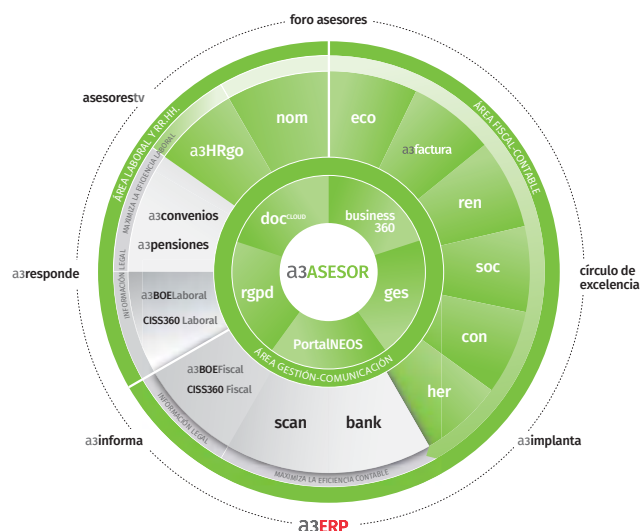 foro asesores
asesorestv
ÁREA LABORAL Y RR.HH.
ÁREA FISCAL-CONTABLE
MAXIMIZA LA EFICIENCIA LABORAL
nom
eco
a3HRgo
a3factura
ren
a3convenios
a3pensiones
docCLOUD
business
360
a3ASESOR
soc
a3responde
círculo de
excelencia
INFORMACIÓN LEGAL
a3BOELaboral
CISS360 Laboral
rgpd
ges
PortalNEOS
con
ÁREA GESTIÓN-COMUNICACIÓN
a3BOEFiscal
CISS360 Fiscal
her
scan
bank
INFORMACIÓN LEGAL
MAXIMIZA LA EFICIENCIA CONTABLE
a3informa
a3implanta
a3ERP